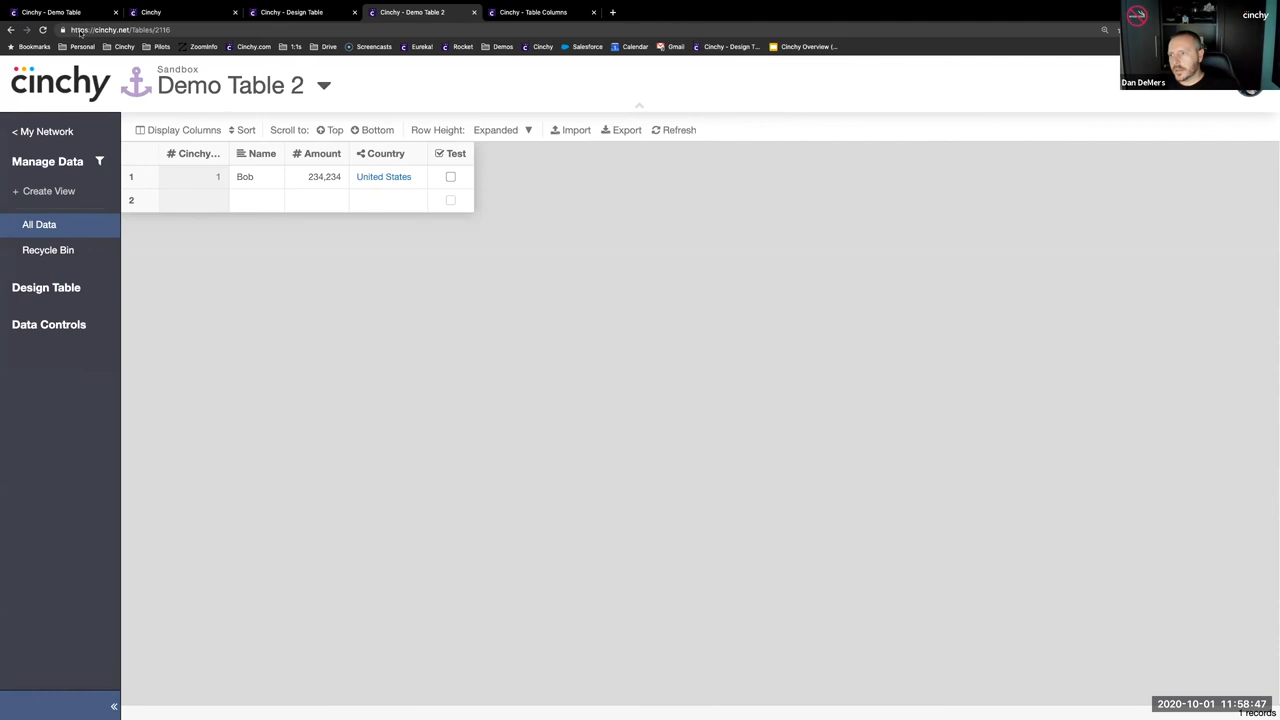 Cinchy - Demo Table
Cinchy
Cinchy - Design Table
Cinchy - Demo Table 2
Cinchy - Table Columns
https://cinchy.net/Tables/2116
Bookmarks Personal Cinchy Pilots ZoomInfo Cinchy.com 1:1s Drive Screencasts Eureka! Rocket Demos Cinchy Salesforce Calendar Gmail Cinchy - Design T... Cinchy Overview (...
cinchy
Dan DeMers
cinchy
Sandbox
Demo Table 2
< My Network
Manage Data
+ Create View
All Data
Recycle Bin
Design Table
Data Controls
Display Columns Sort Scroll to: Top Bottom Row Height: Expanded Import Export Refresh
# Cinchy... Name # Amount Country Test
1 1 Bob 234,234 United States
2
«
2020-10-01 11:58:47
1 records